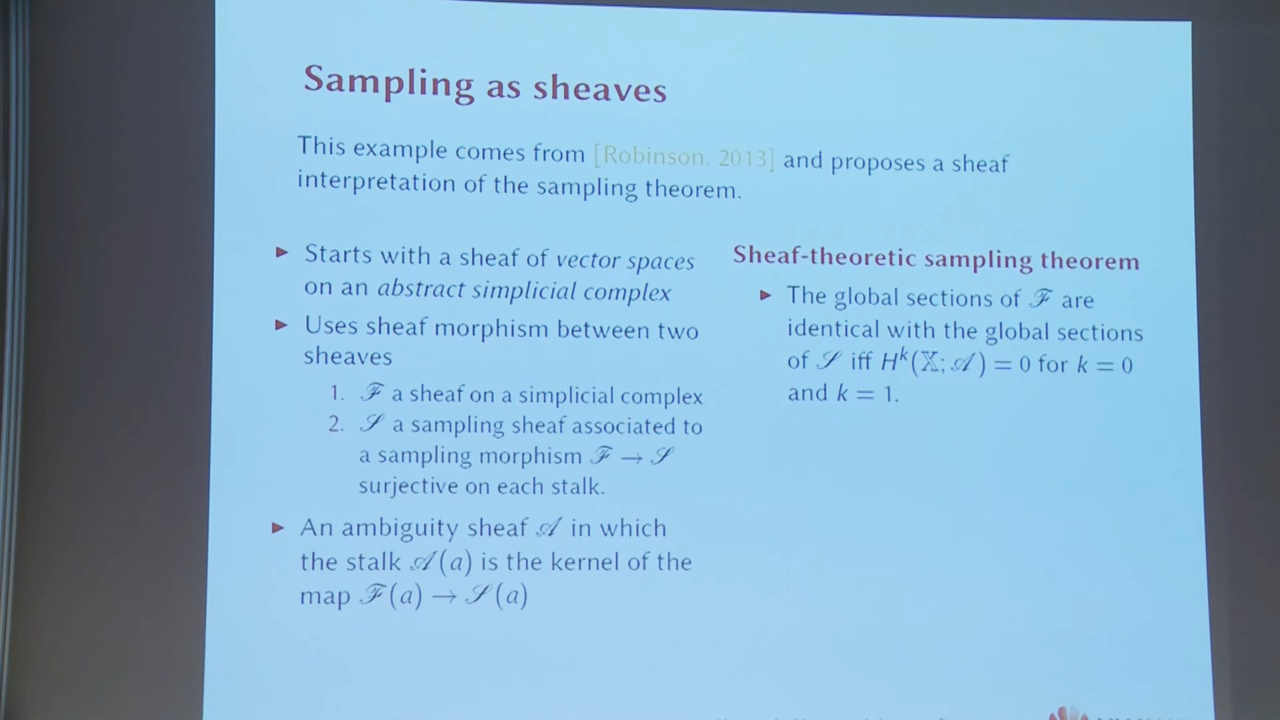 Sampling as sheaves
This example comes from [Robinson, 2013] and proposes a sheaf
interpretation of the sampling theorem.
▶ Starts with a sheaf of vector spaces
on an abstract simplicial complex
▶ Uses sheaf morphism between two
sheaves
1. ℱ a sheaf on a simplicial complex
2. 𝒮 a sampling sheaf associated to
a sampling morphism ℱ → 𝒮
surjective on each stalk.
▶ An ambiguity sheaf 𝒜 in which
the stalk 𝒜(a) is the kernel of the
map ℱ(a) → 𝒮(a)
Sheaf-theoretic sampling theorem
▶ The global sections of ℱ are
identical with the global sections
of 𝒮 iff Hᵏ(𝕏; 𝒜) = 0 for k = 0
and k = 1.